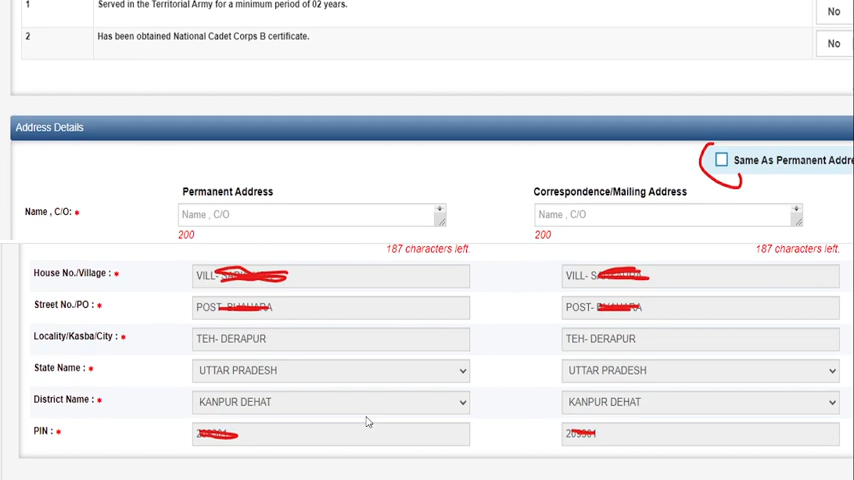 1 Served in the Territorial Army for a minimum period of 02 years. No
2 Has been obtained National Cadet Corps B certificate. No
Address Details
Same As Permanent Addre
Permanent Address Correspondence/Mailing Address
Name , C/O: * Name , C/O Name , C/O
200 200
187 characters left. 187 characters left.
House No./Village : * VILL- VILL-
Street No./PO : * POST- POST-
Locality/Kasba/City : * TEH- DERAPUR TEH- DERAPUR
State Name : * UTTAR PRADESH UTTAR PRADESH
District Name : * KANPUR DEHAT KANPUR DEHAT
PIN : *